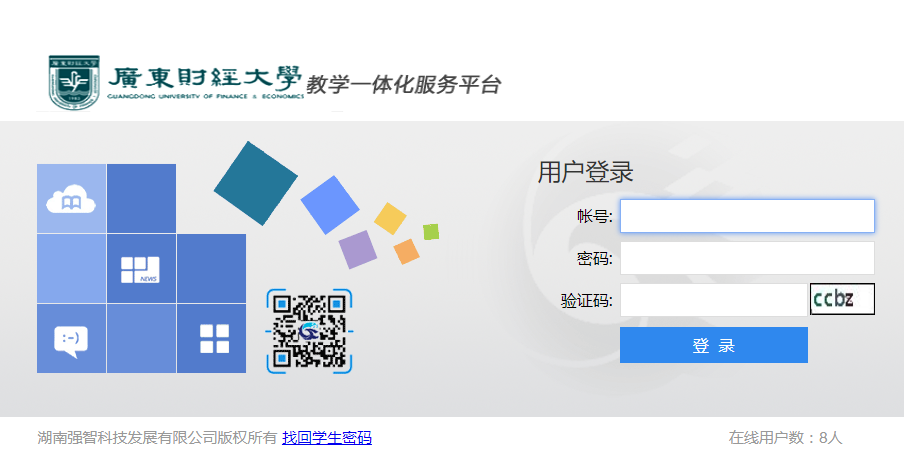 廣東財經大學
GUANGDONG UNIVERSITY OF FINANCE & ECONOMICS
教学一体化服务平台
用户登录
帐号:
密码:
验证码:
ccbz
登 录
NEWS
:-)
湖南强智科技发展有限公司版权所有 找回学生密码
在线用户数：8人